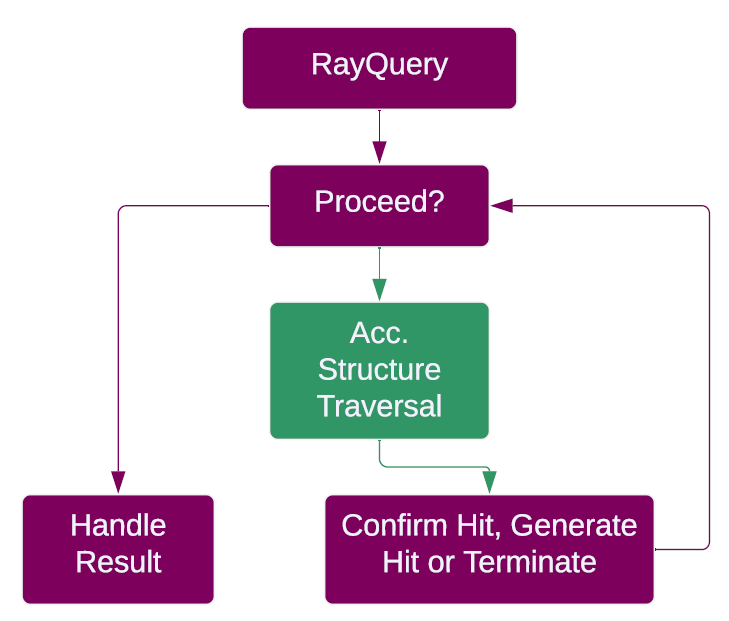 RayQuery
Proceed?
Acc.
Structure
Traversal
Handle
Result
Confirm Hit, Generate
Hit or Terminate